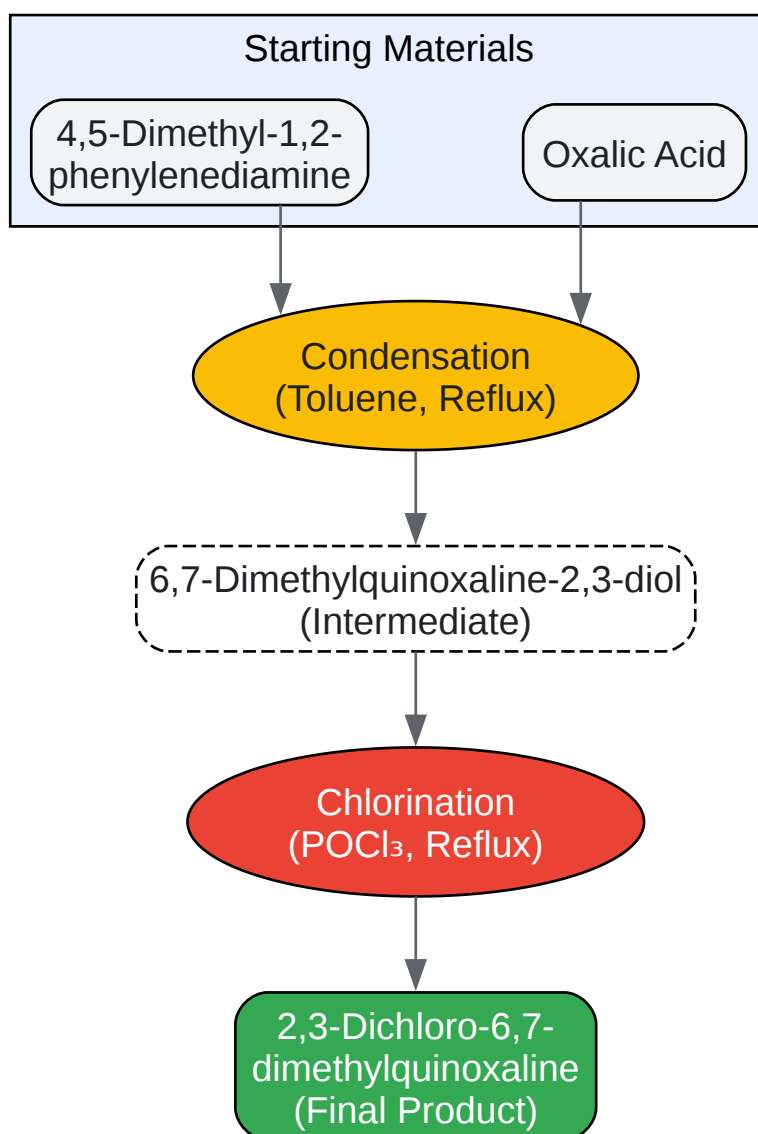 Starting Materials
4,5-Dimethyl-1,2-
phenylenediamine
Oxalic Acid
Condensation
(Toluene, Reflux)
6,7-Dimethylquinoxaline-2,3-diol
(Intermediate)
Chlorination
(POCl₃, Reflux)
2,3-Dichloro-6,7-
dimethylquinoxaline
(Final Product)